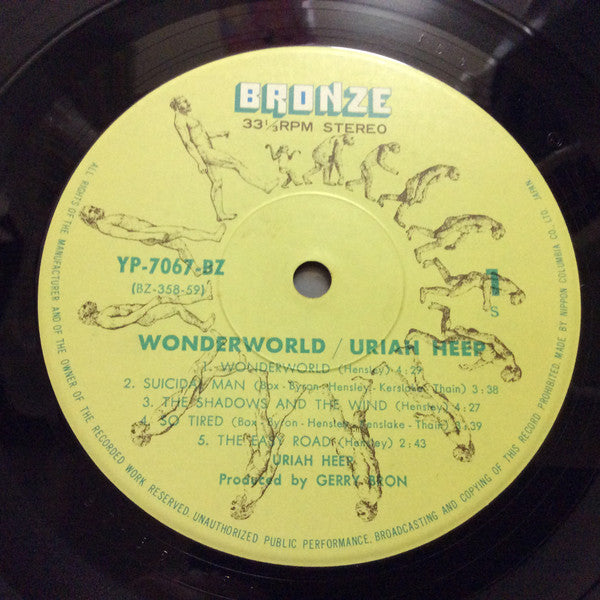 BRONZE
33⅓RPM STEREO
YP-7067-BZ
(BZ-358-59)
1
S
WONDERWORLD / URIAH HEEP
1. WONDERWORLD (Hensley) 4:29
2. SUICIDAL MAN (Box - Byron - Hensley - Kerslake - Thain) 3:38
3. THE SHADOWS AND THE WIND (Hensley) 4:27
4. SO TIRED (Box - Byron - Hensley - Kerslake - Thain) 3:39
5. THE EASY ROAD (Hensley) 2:43
URIAH HEEP
Produced by GERRY BRON
ALL RIGHTS OF THE MANUFACTURER AND OF THE OWNER OF THE RECORDED WORK RESERVED. UNAUTHORIZED PUBLIC PERFORMANCE, BROADCASTING AND COPYING OF THIS RECORD PROHIBITED. MADE BY NIPPON COLUMBIA CO., LTD. JAPAN.